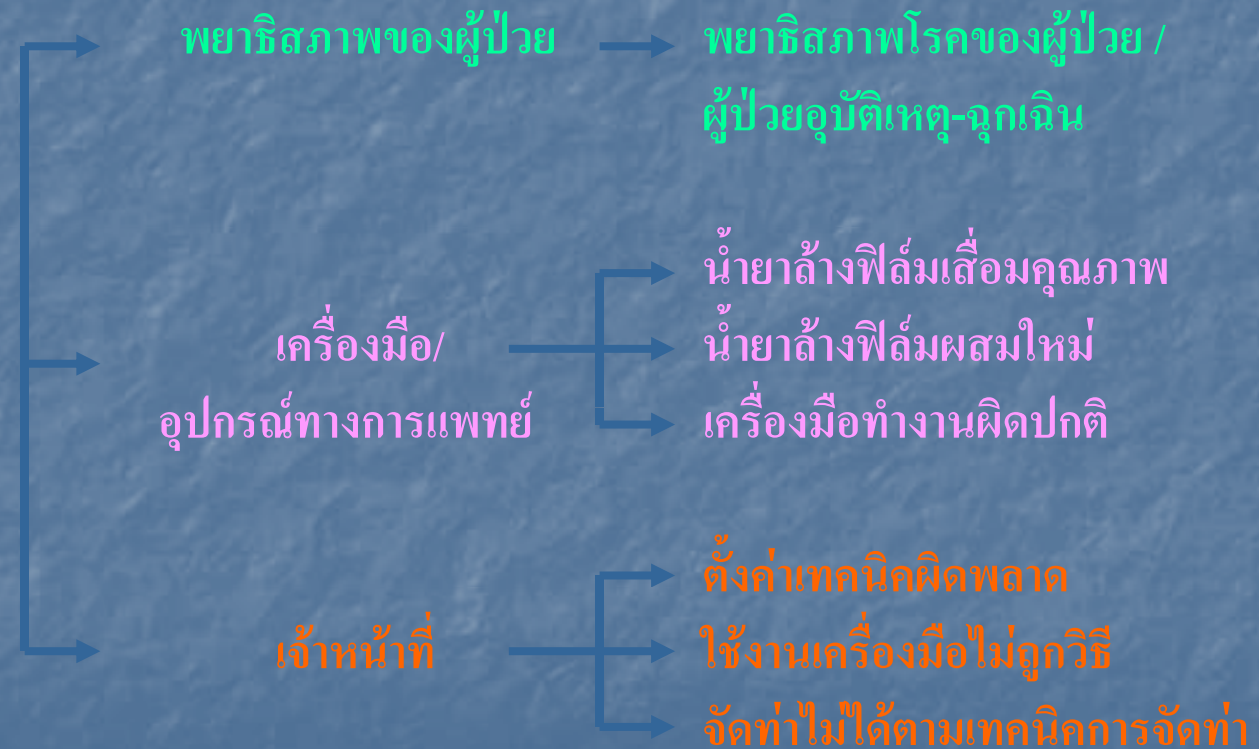 พยาธิสภาพของผู้ป่วย
พยาธิสภาพโรคของผู้ป่วย /
ผู้ป่วยอุบัติเหตุ-ฉุกเฉิน
เครื่องมือ/
อุปกรณ์ทางการแพทย์
น้ำยาล้างฟิล์มเสื่อมคุณภาพ
น้ำยาล้างฟิล์มผสมใหม่
เครื่องมือทำงานผิดปกติ
เจ้าหน้าที่
ตั้งค่าเทคนิคผิดพลาด
ใช้งานเครื่องมือไม่ถูกวิธี
จัดท่าไม่ได้ตามเทคนิคการจัดท่า